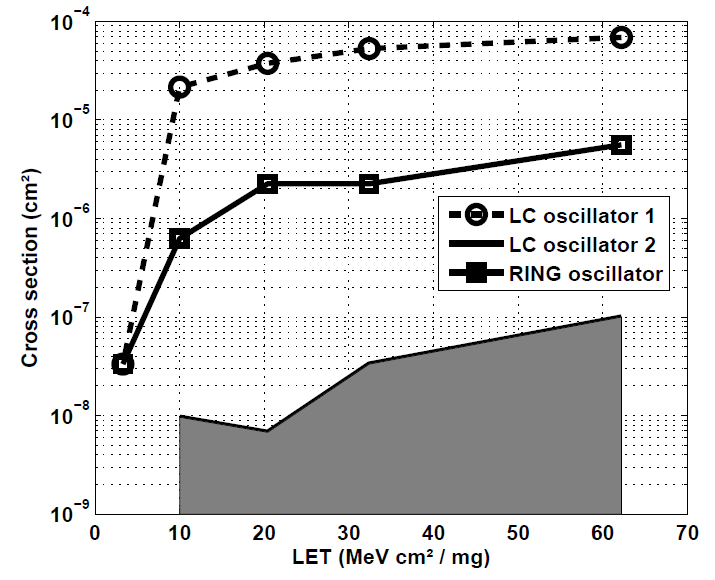 10⁻⁴
10⁻⁵
10⁻⁶
10⁻⁷
10⁻⁸
10⁻⁹
Cross section (cm²)
LC oscillator 1
LC oscillator 2
RING oscillator
0 10 20 30 40 50 60 70
LET (MeV cm² / mg)